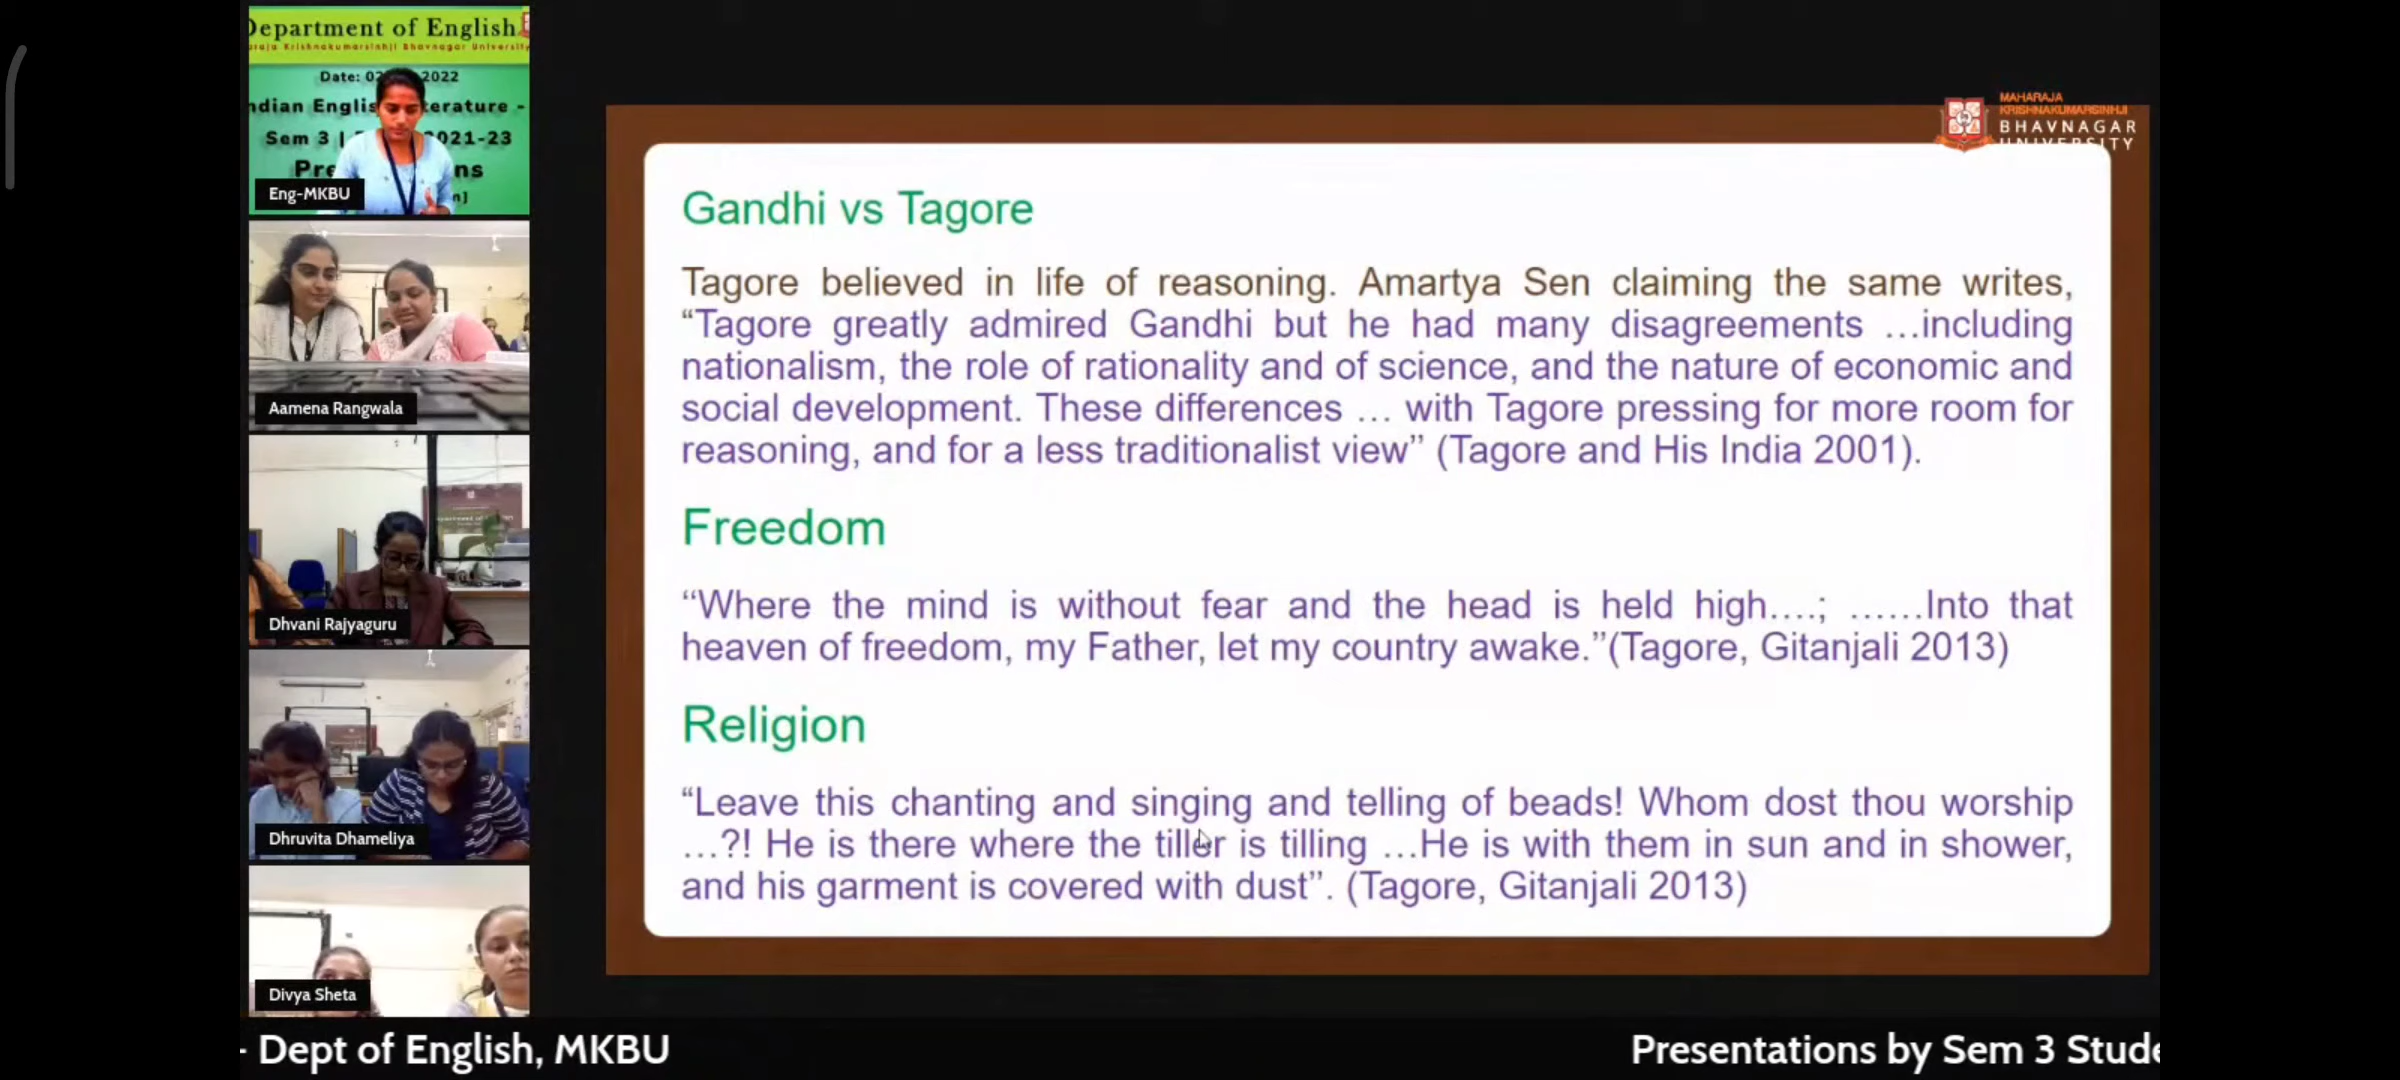 Department of English
Date: 02 2022
Sem 3 | 2021-23
Eng-MKBU
Aamena Rangwala
Dhvani Rajyaguru
Dhruvita Dhameliya
Divya Sheta
MAHARAJA
KRISHNAKUMARSINHJI
BHAVNAGAR
UNIVERSITY
Gandhi vs Tagore
Tagore believed in life of reasoning. Amartya Sen claiming the same writes,
“Tagore greatly admired Gandhi but he had many disagreements …including
nationalism, the role of rationality and of science, and the nature of economic and
social development. These differences … with Tagore pressing for more room for
reasoning, and for a less traditionalist view” (Tagore and His India 2001).
Freedom
“Where the mind is without fear and the head is held high….; ……Into that
heaven of freedom, my Father, let my country awake.”(Tagore, Gitanjali 2013)
Religion
“Leave this chanting and singing and telling of beads! Whom dost thou worship
…?! He is there where the tiller is tilling …He is with them in sun and in shower,
and his garment is covered with dust”. (Tagore, Gitanjali 2013)
- Dept of English, MKBU
Presentations by Sem 3 Stude